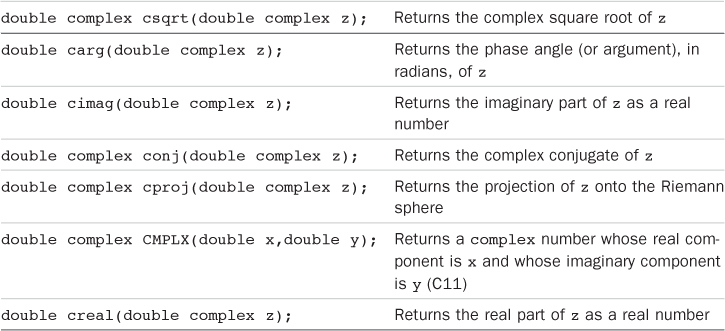 double complex csqrt(double complex z); Returns the complex square root of z
double carg(double complex z); Returns the phase angle (or argument), in
radians, of z
double cimag(double complex z); Returns the imaginary part of z as a real
number
double complex conj(double complex z); Returns the complex conjugate of z
double complex cproj(double complex z); Returns the projection of z onto the Riemann
sphere
double complex CMPLX(double x,double y); Returns a complex number whose real com-
ponent is x and whose imaginary component
is y (C11)
double creal(double complex z); Returns the real part of z as a real number